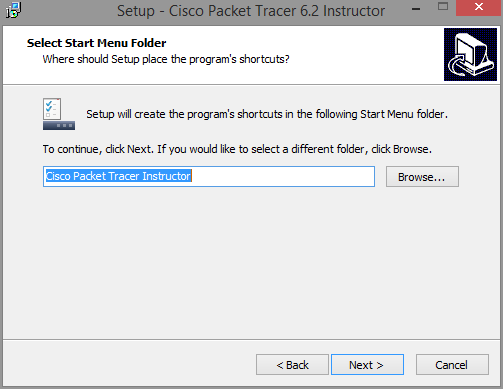 Setup - Cisco Packet Tracer 6.2 Instructor
Select Start Menu Folder
Where should Setup place the program's shortcuts?
Setup will create the program's shortcuts in the following Start Menu folder.
To continue, click Next. If you would like to select a different folder, click Browse.
Cisco Packet Tracer Instructor
Browse...
< Back
Next >
Cancel